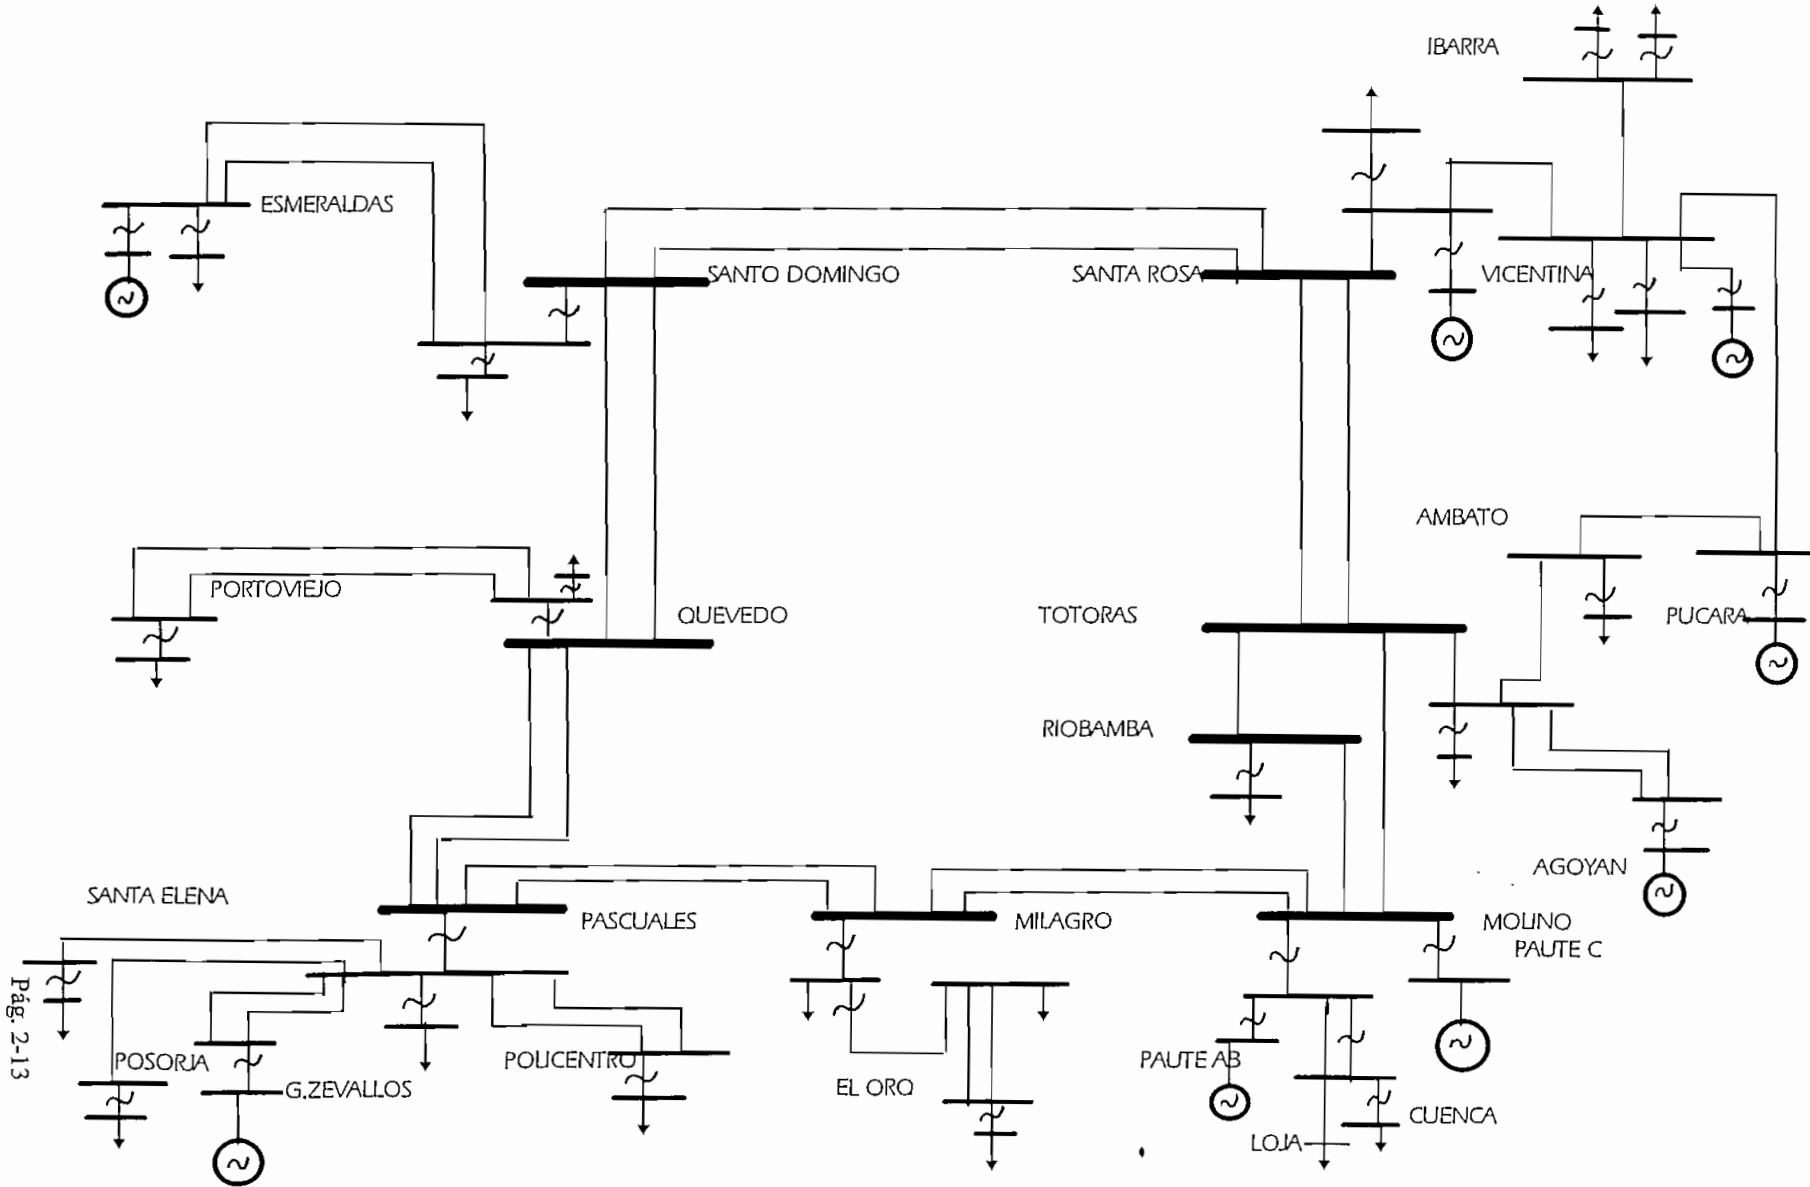 IBARRA
ESMERALDAS
SANTO DOMINGO
SANTA ROSA
VICENTINA
AMBATO
PORTOVIEJO
QUEVEDO
TOTORAS
PUCARA
RIOBAMBA
AGOYAN
SANTA ELENA
PASCUALES
MILAGRO
MOLINO
PAUTE C
POSORJA
POLICENTRO
PAUTE AB
G.ZEVALLOS
EL ORO
CUENCA
LOJA
Pág. 2-13